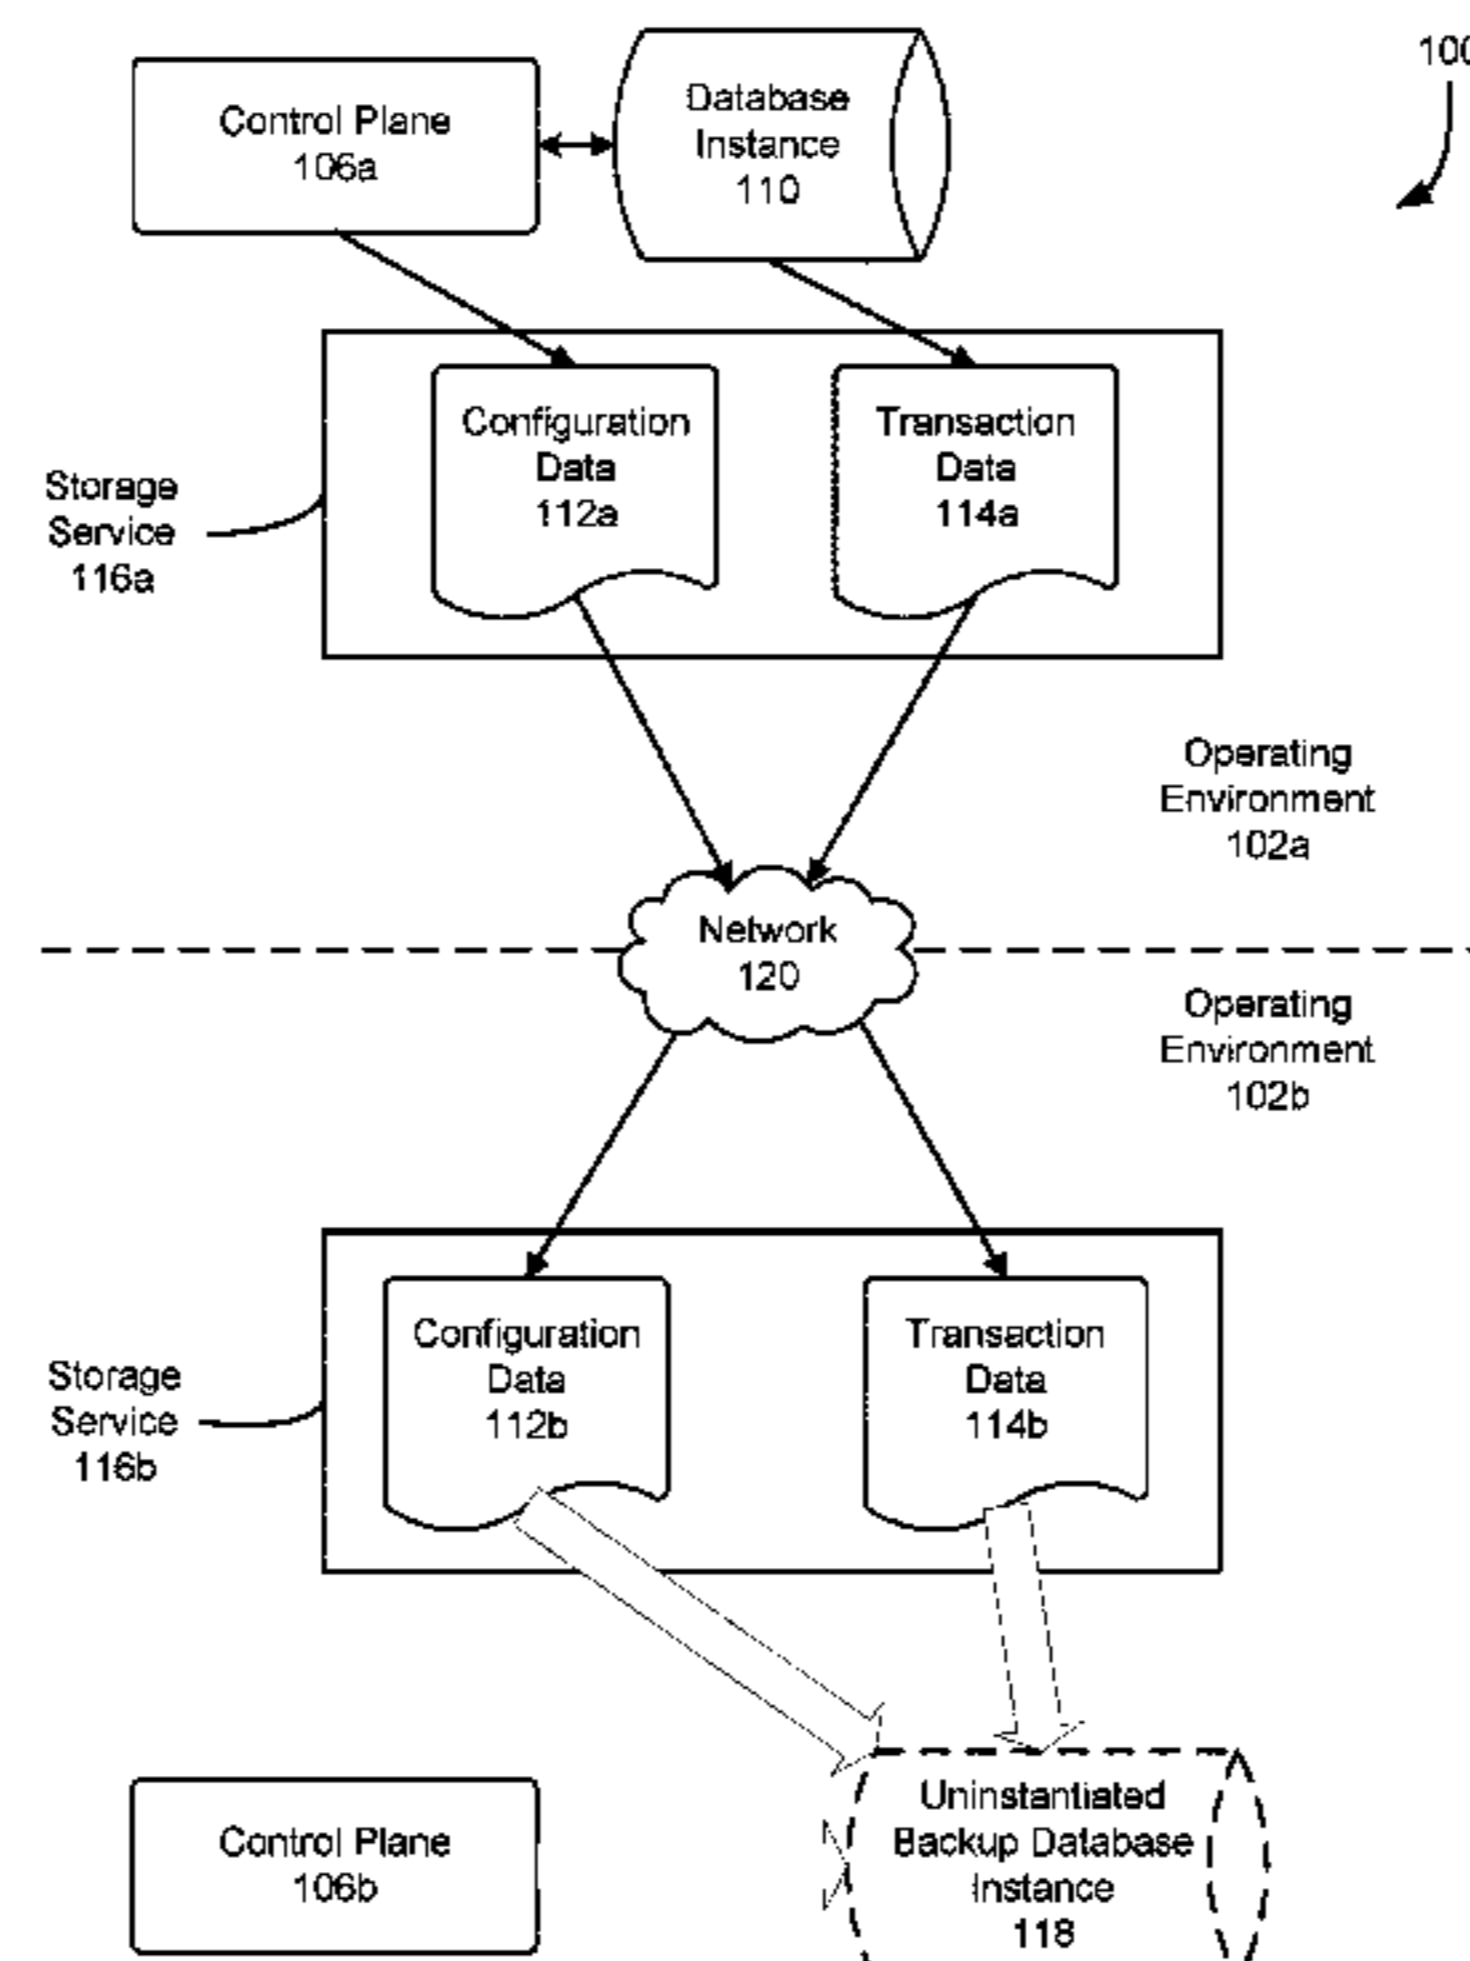 100
Control Plane
106a
Database
Instance
110
Configuration
Data
112a
Transaction
Data
114a
Storage
Service
116a
Operating
Environment
102a
Network
120
Operating
Environment
102b
Configuration
Data
112b
Transaction
Data
114b
Storage
Service
116b
Control Plane
106b
Uninstantiated
Backup Database
Instance
118